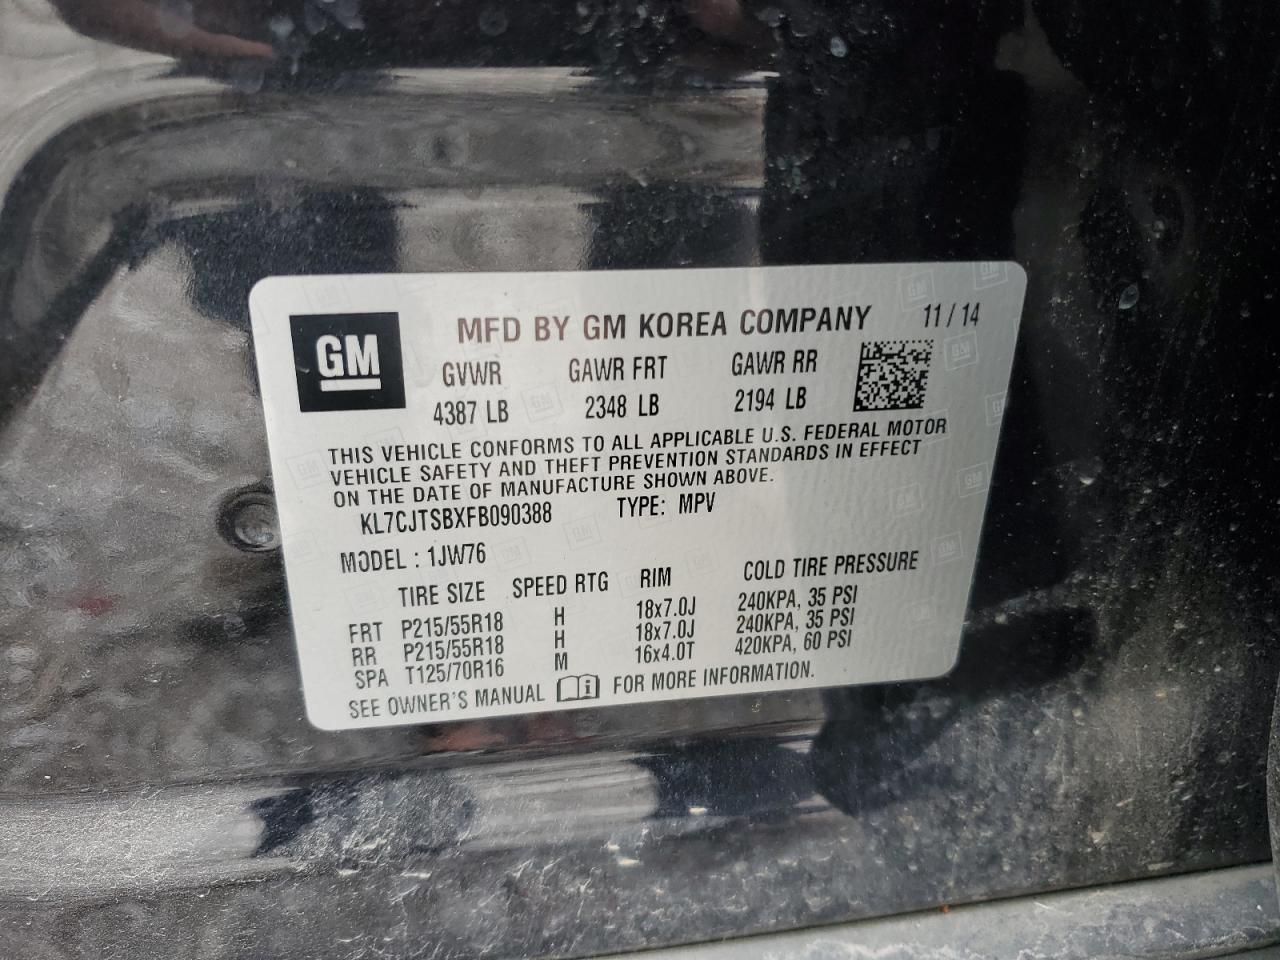 GM
MFD BY GM KOREA COMPANY 11 / 14
GVWR GAWR FRT GAWR RR
4387 LB 2348 LB 2194 LB
THIS VEHICLE CONFORMS TO ALL APPLICABLE U.S. FEDERAL MOTOR
VEHICLE SAFETY AND THEFT PREVENTION STANDARDS IN EFFECT
ON THE DATE OF MANUFACTURE SHOWN ABOVE.
KL7CJTSBXFB090388 TYPE: MPV
MODEL : 1JW76
TIRE SIZE SPEED RTG RIM COLD TIRE PRESSURE
FRT P215/55R18 H 18x7.0J 240KPA, 35 PSI
RR P215/55R18 H 18x7.0J 240KPA, 35 PSI
SPA T125/70R16 M 16x4.0T 420KPA, 60 PSI
SEE OWNER'S MANUAL i FOR MORE INFORMATION.